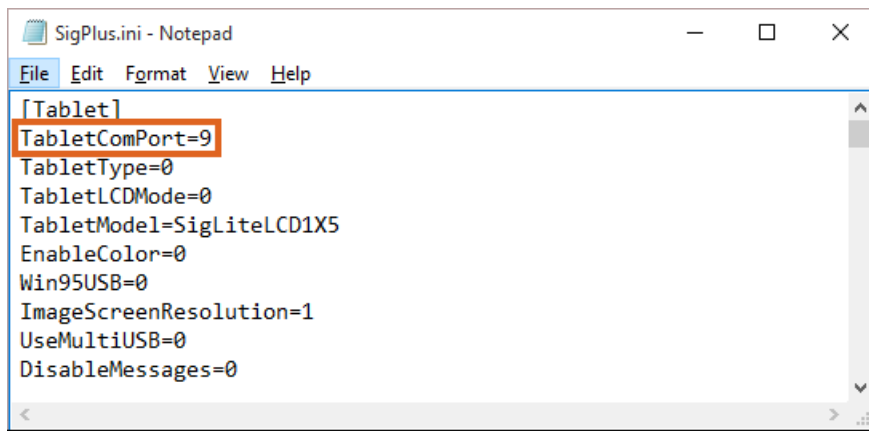 SigPlus.ini - Notepad
File Edit Format View Help
[Tablet]
TabletComPort=9
TabletType=0
TabletLCDMode=0
TabletModel=SigLiteLCD1X5
EnableColor=0
Win95USB=0
ImageScreenResolution=1
UseMultiUSB=0
DisableMessages=0